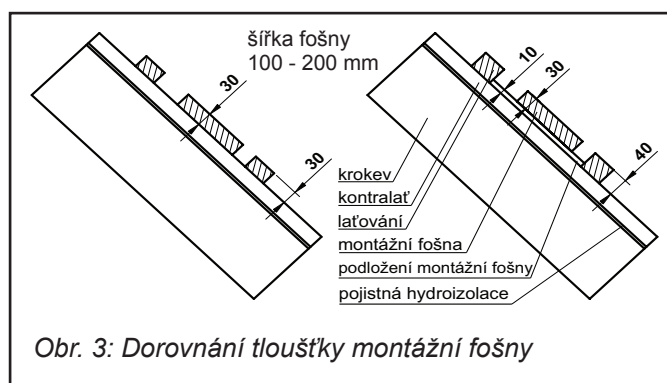 šířka fošny
100 - 200 mm
30
30
10
30
40
krokev
kontralať
laťování
montážní fošna
podložení montážní fošny
pojistná hydroizolace
Obr. 3: Dorovnání tloušťky montážní fošny